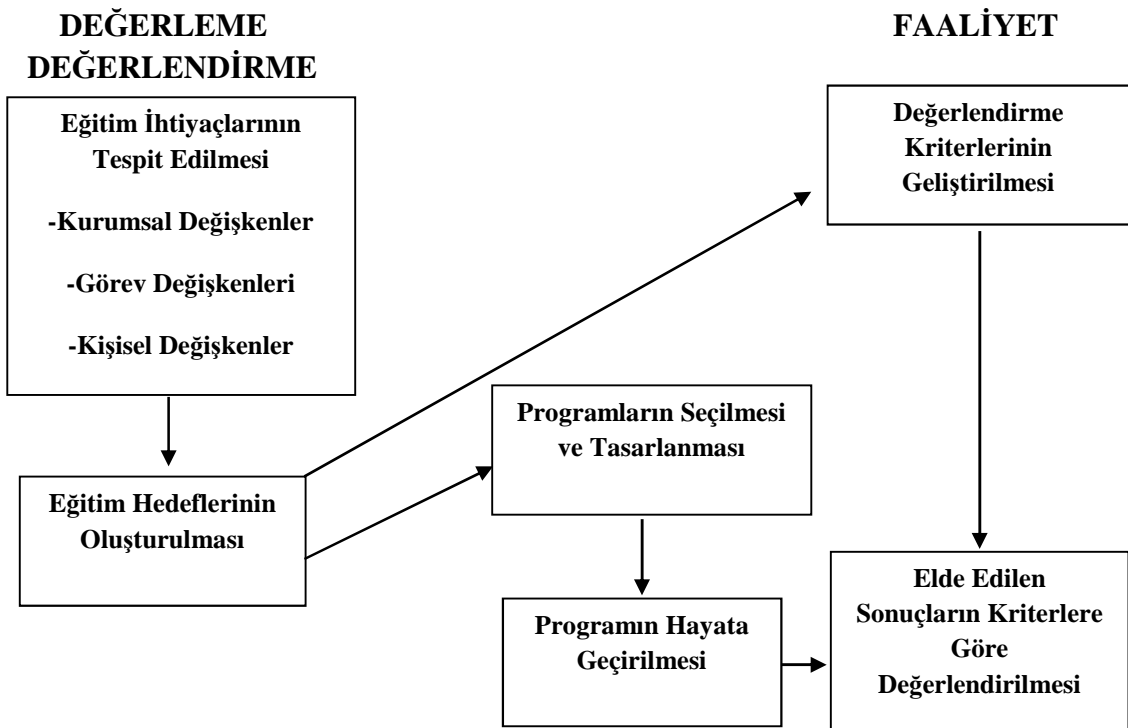 DEĞERLEME
DEĞERLENDİRME
FAALİYET
Eğitim İhtiyaçlarının
Tespit Edilmesi
-Kurumsal Değişkenler
-Görev Değişkenleri
-Kişisel Değişkenler
Değerlendirme
Kriterlerinin
Geliştirilmesi
Programların Seçilmesi
ve Tasarlanması
Eğitim Hedeflerinin
Oluşturulması
Programın Hayata
Geçirilmesi
Elde Edilen
Sonuçların Kriterlere
Göre
Değerlendirilmesi